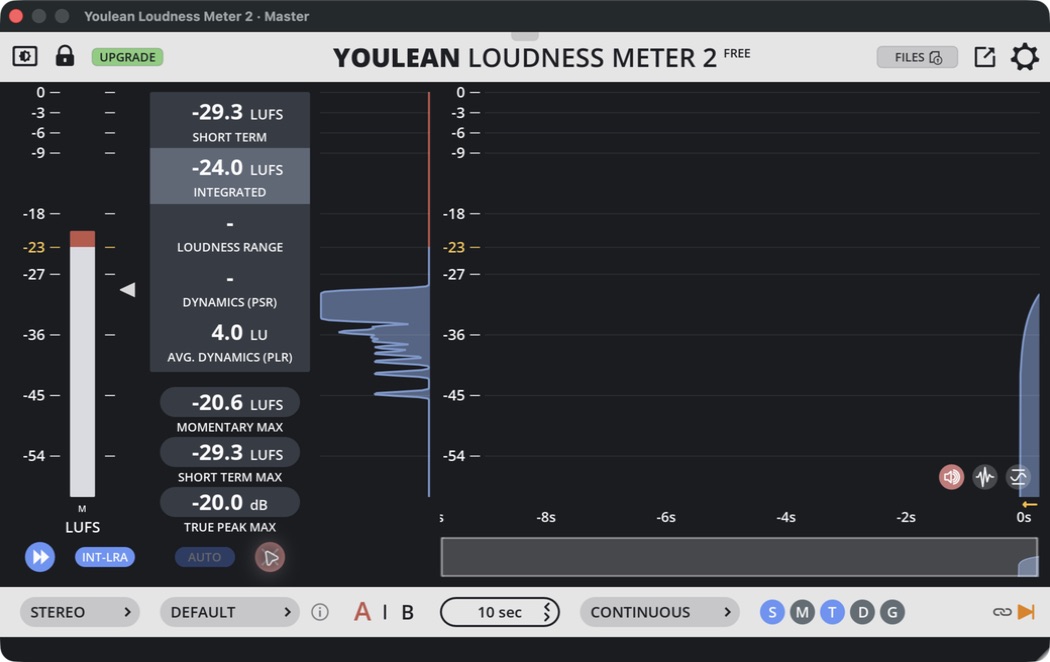 Youlean Loudness Meter 2 - Master
UPGRADE
YOULEAN LOUDNESS METER 2 FREE
FILES
0
-3
-6
-9
-18
-23
-27
-36
-45
-54
M
LUFS
-29.3 LUFS
SHORT TERM
-24.0 LUFS
INTEGRATED
-
LOUDNESS RANGE
-
DYNAMICS (PSR)
4.0 LU
AVG. DYNAMICS (PLR)
-20.6 LUFS
MOMENTARY MAX
-29.3 LUFS
SHORT TERM MAX
-20.0 dB
TRUE PEAK MAX
INT-LRA
AUTO
0
-3
-6
-9
-18
-23
-27
-36
-45
-54
s -8s -6s -4s -2s 0s
STEREO
DEFAULT
A | B
10 sec
CONTINUOUS
S M T D G